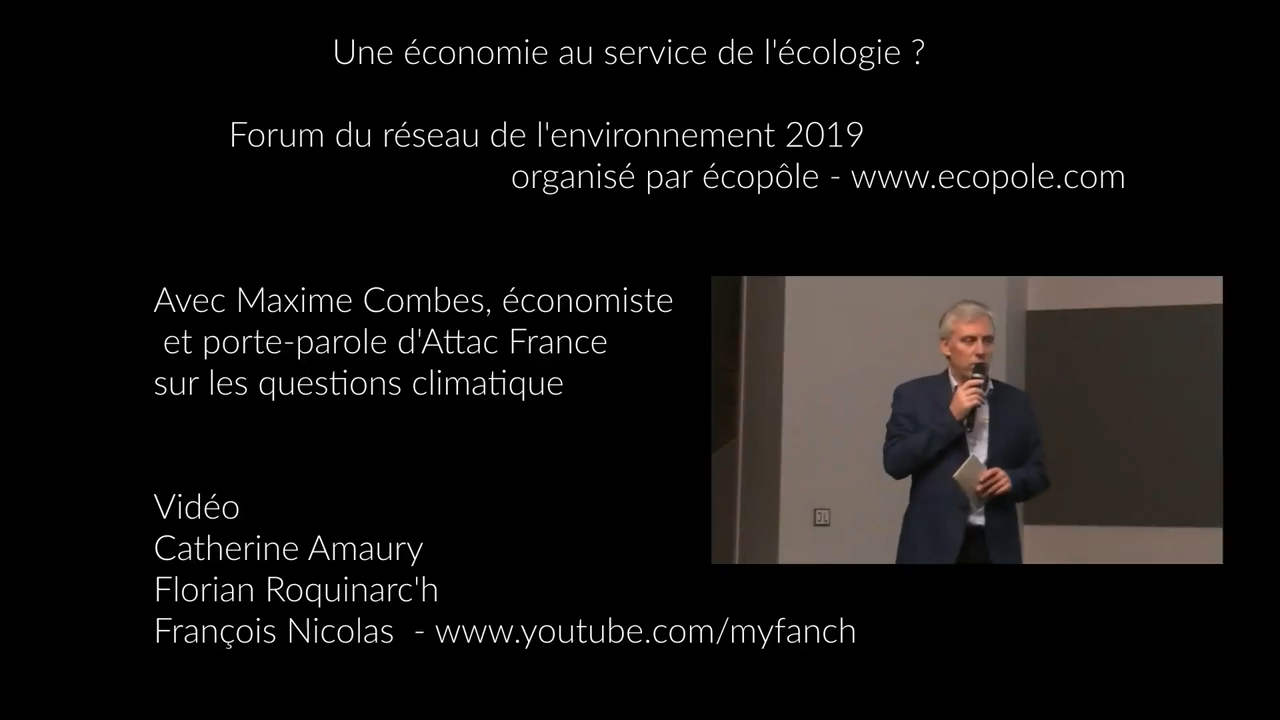 Une économie au service de l'écologie ?
Forum du réseau de l'environnement 2019
organisé par écopôle - www.ecopole.com
Avec Maxime Combes, économiste
et porte-parole d'Attac France
sur les questions climatique
Vidéo
Catherine Amaury
Florian Roquinarc'h
François Nicolas - www.youtube.com/myfanch